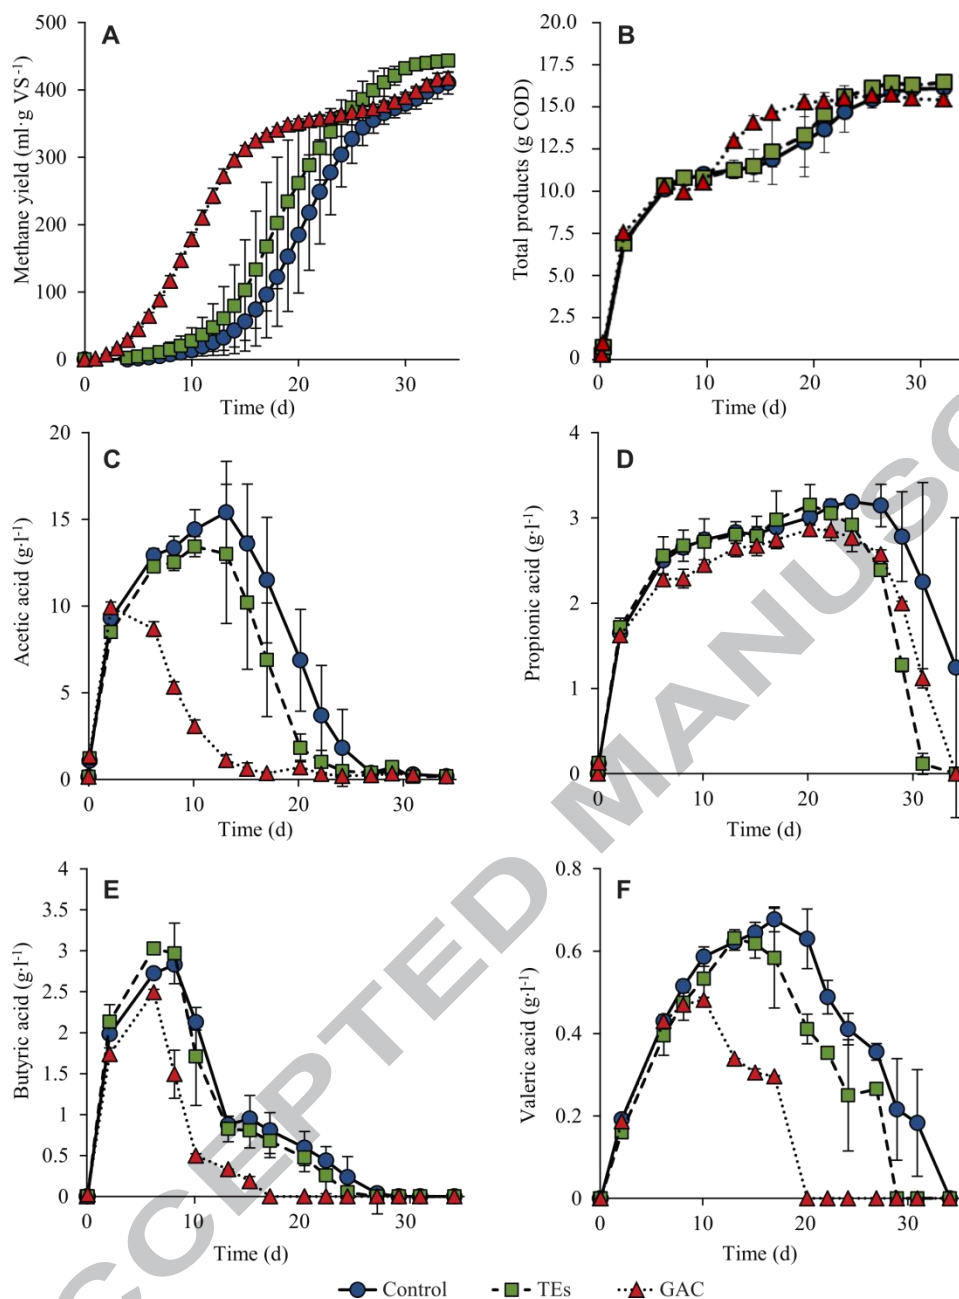 A
Methane yield (ml·g VS⁻¹)
500
400
300
200
100
0
0 10 20 30
Time (d)
B
Total products (g COD)
20.0
17.5
15.0
12.5
10.0
7.5
5.0
2.5
0.0
0 10 20 30
Time (d)
C
Acetic acid (g·l⁻¹)
20
15
10
5
0
0 10 20 30
Time (d)
D
Propionic acid (g·l⁻¹)
4
3
2
1
0
0 10 20 30
Time (d)
E
Butyric acid (g·l⁻¹)
4
3.5
3
2.5
2
1.5
1
0.5
0
0 10 20 30
Time (d)
F
Valeric acid (g·l⁻¹)
0.8
0.6
0.4
0.2
0
0 10 20 30
Time (d)
Control TEs GAC
CCEPTED MANUSC